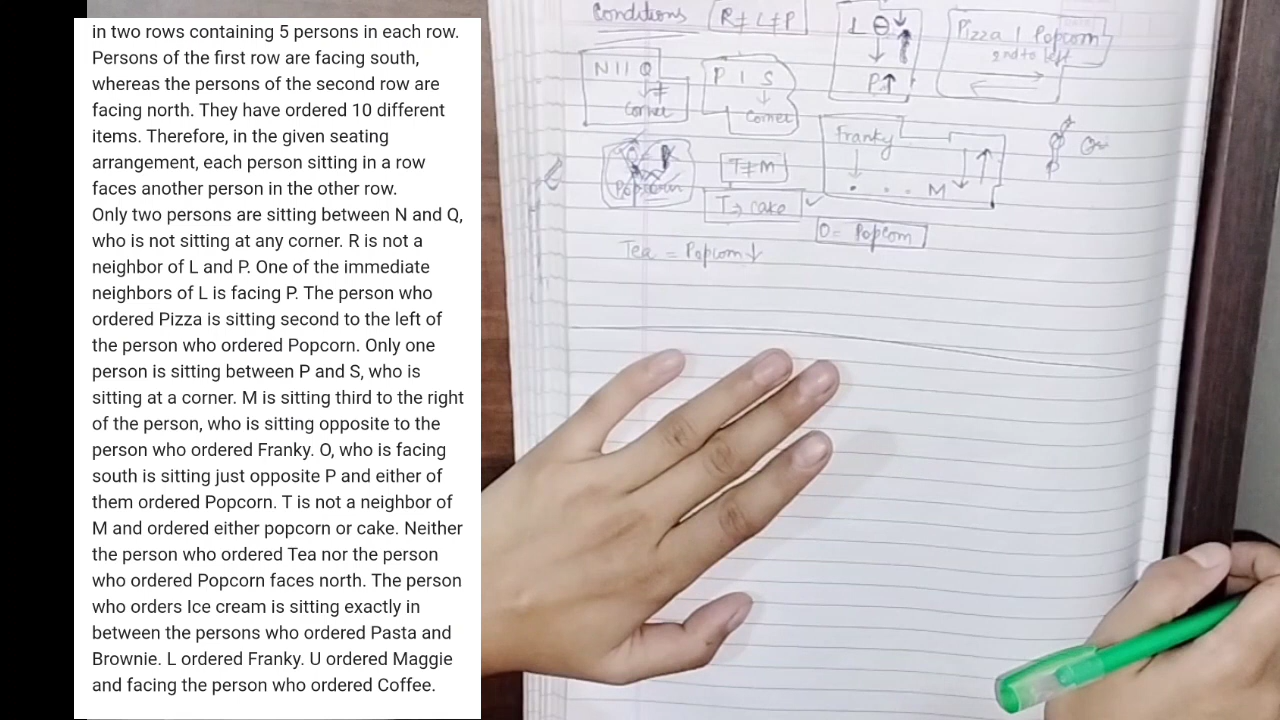 in two rows containing 5 persons in each row.
Persons of the first row are facing south,
whereas the persons of the second row are
facing north. They have ordered 10 different
items. Therefore, in the given seating
arrangement, each person sitting in a row
faces another person in the other row.
Only two persons are sitting between N and Q,
who is not sitting at any corner. R is not a
neighbor of L and P. One of the immediate
neighbors of L is facing P. The person who
ordered Pizza is sitting second to the left of
the person who ordered Popcorn. Only one
person is sitting between P and S, who is
sitting at a corner. M is sitting third to the right
of the person, who is sitting opposite to the
person who ordered Franky. O, who is facing
south is sitting just opposite P and either of
them ordered Popcorn. T is not a neighbor of
M and ordered either popcorn or cake. Neither
the person who ordered Tea nor the person
who ordered Popcorn faces north. The person
who orders Ice cream is sitting exactly in
between the persons who ordered Pasta and
Brownie. L ordered Franky. U ordered Maggie
and facing the person who ordered Coffee.
Conditions
R ≠ L ≠ P
L O ↓ ↑
↓
P ↑
Pizza | Popcorn
2nd to left
N | | Q
↓ ≠
corner
P | S
↓
Corner
Popcorn
T ≠ M
T → cake
Franky
↓
. . . M ↓ ↑
Or
O = Popcorn
Tea = Popcorn ↓